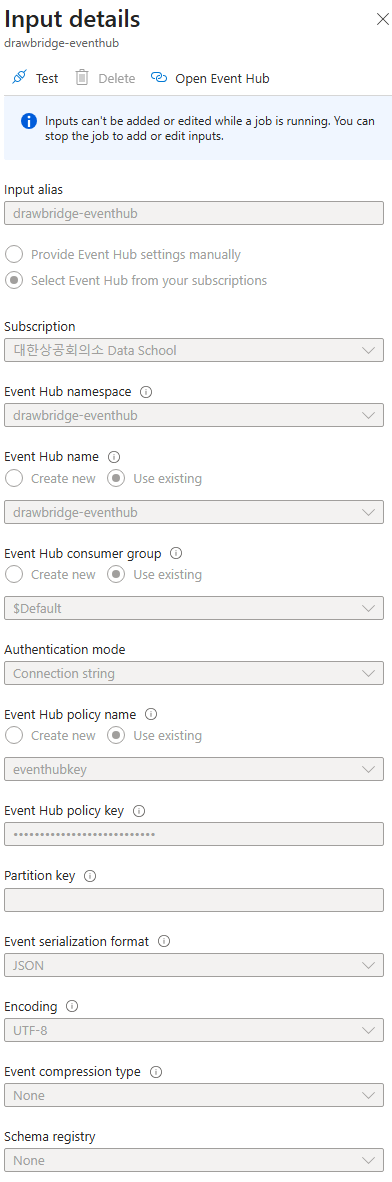 Input details
drawbridge-eventhub
Test Delete Open Event Hub
Inputs can't be added or edited while a job is running. You can
stop the job to add or edit inputs.
Input alias
drawbridge-eventhub
Provide Event Hub settings manually
Select Event Hub from your subscriptions
Subscription
대한상공회의소 Data School
Event Hub namespace
drawbridge-eventhub
Event Hub name
Create new Use existing
drawbridge-eventhub
Event Hub consumer group
Create new Use existing
$Default
Authentication mode
Connection string
Event Hub policy name
Create new Use existing
eventhubkey
Event Hub policy key
•••••••••••••••••••••••••••
Partition key
Event serialization format
JSON
Encoding
UTF-8
Event compression type
None
Schema registry
None